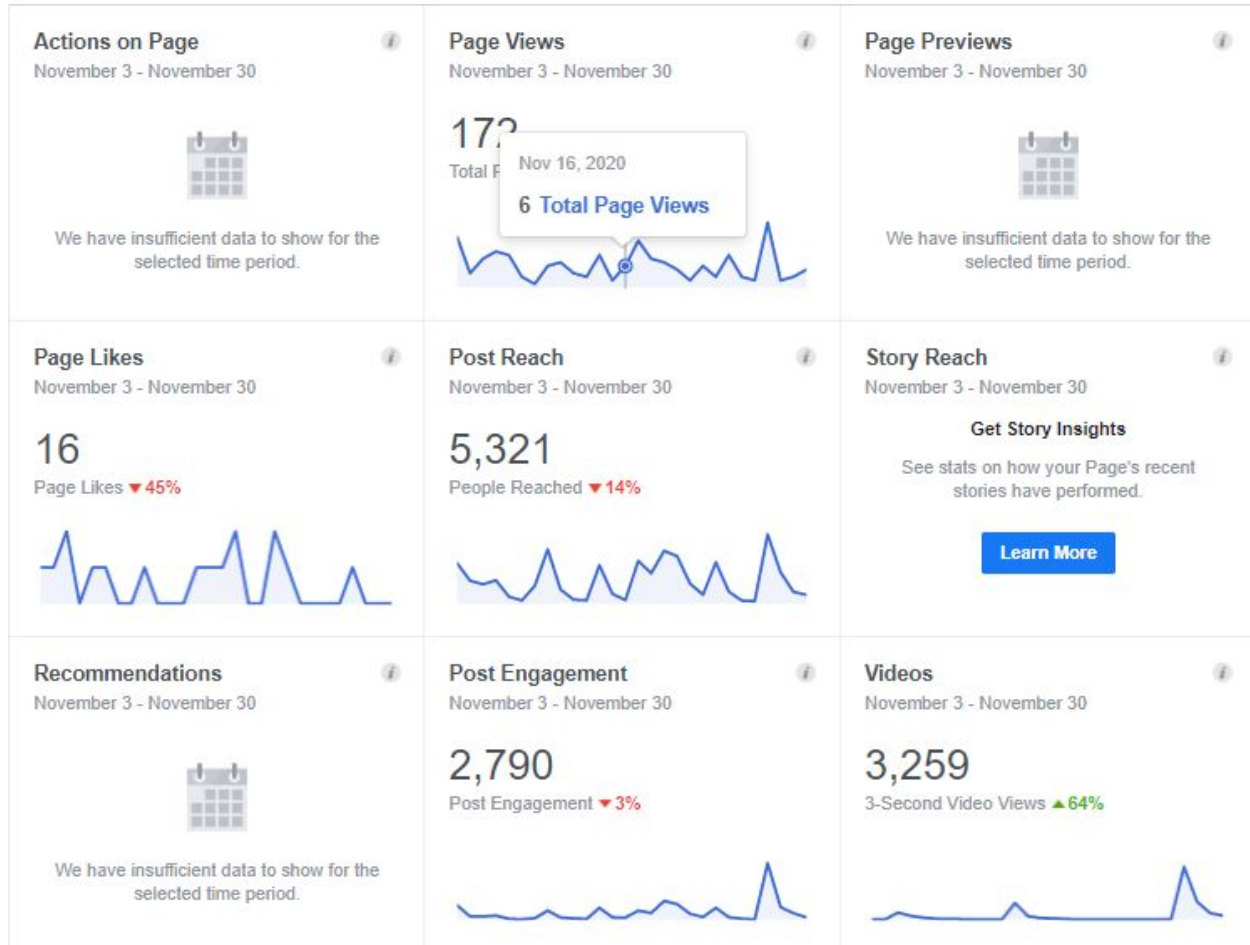 Actions on Page
November 3 - November 30
We have insufficient data to show for the
selected time period.
Page Views
November 3 - November 30
172
Total
Nov 16, 2020
6 Total Page Views
Page Previews
November 3 - November 30
We have insufficient data to show for the
selected time period.
Page Likes
November 3 - November 30
16
Page Likes ▼45%
Post Reach
November 3 - November 30
5,321
People Reached ▼14%
Story Reach
November 3 - November 30
Get Story Insights
See stats on how your Page's recent
stories have performed.
Learn More
Recommendations
November 3 - November 30
We have insufficient data to show for the
selected time period.
Post Engagement
November 3 - November 30
2,790
Post Engagement ▼3%
Videos
November 3 - November 30
3,259
3-Second Video Views ▲64%